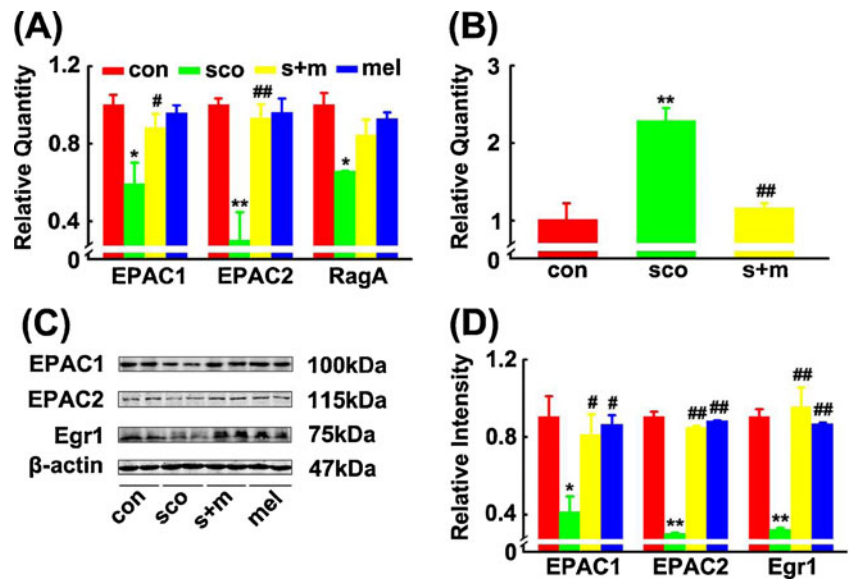 (A)
con sco s+m mel
Relative Quantity
1.2
0.8
0.4
0
* # ** ## *
EPAC1 EPAC2 RagA
(B)
Relative Quantity
3
2
1
0
** ##
con sco s+m
(C)
EPAC1 100kDa
EPAC2 115kDa
Egr1 75kDa
β-actin 47kDa
con sco s+m mel
(D)
Relative Intensity
1.2
0.8
0.4
0
* # # ** ## ## ** ## ##
EPAC1 EPAC2 Egr1